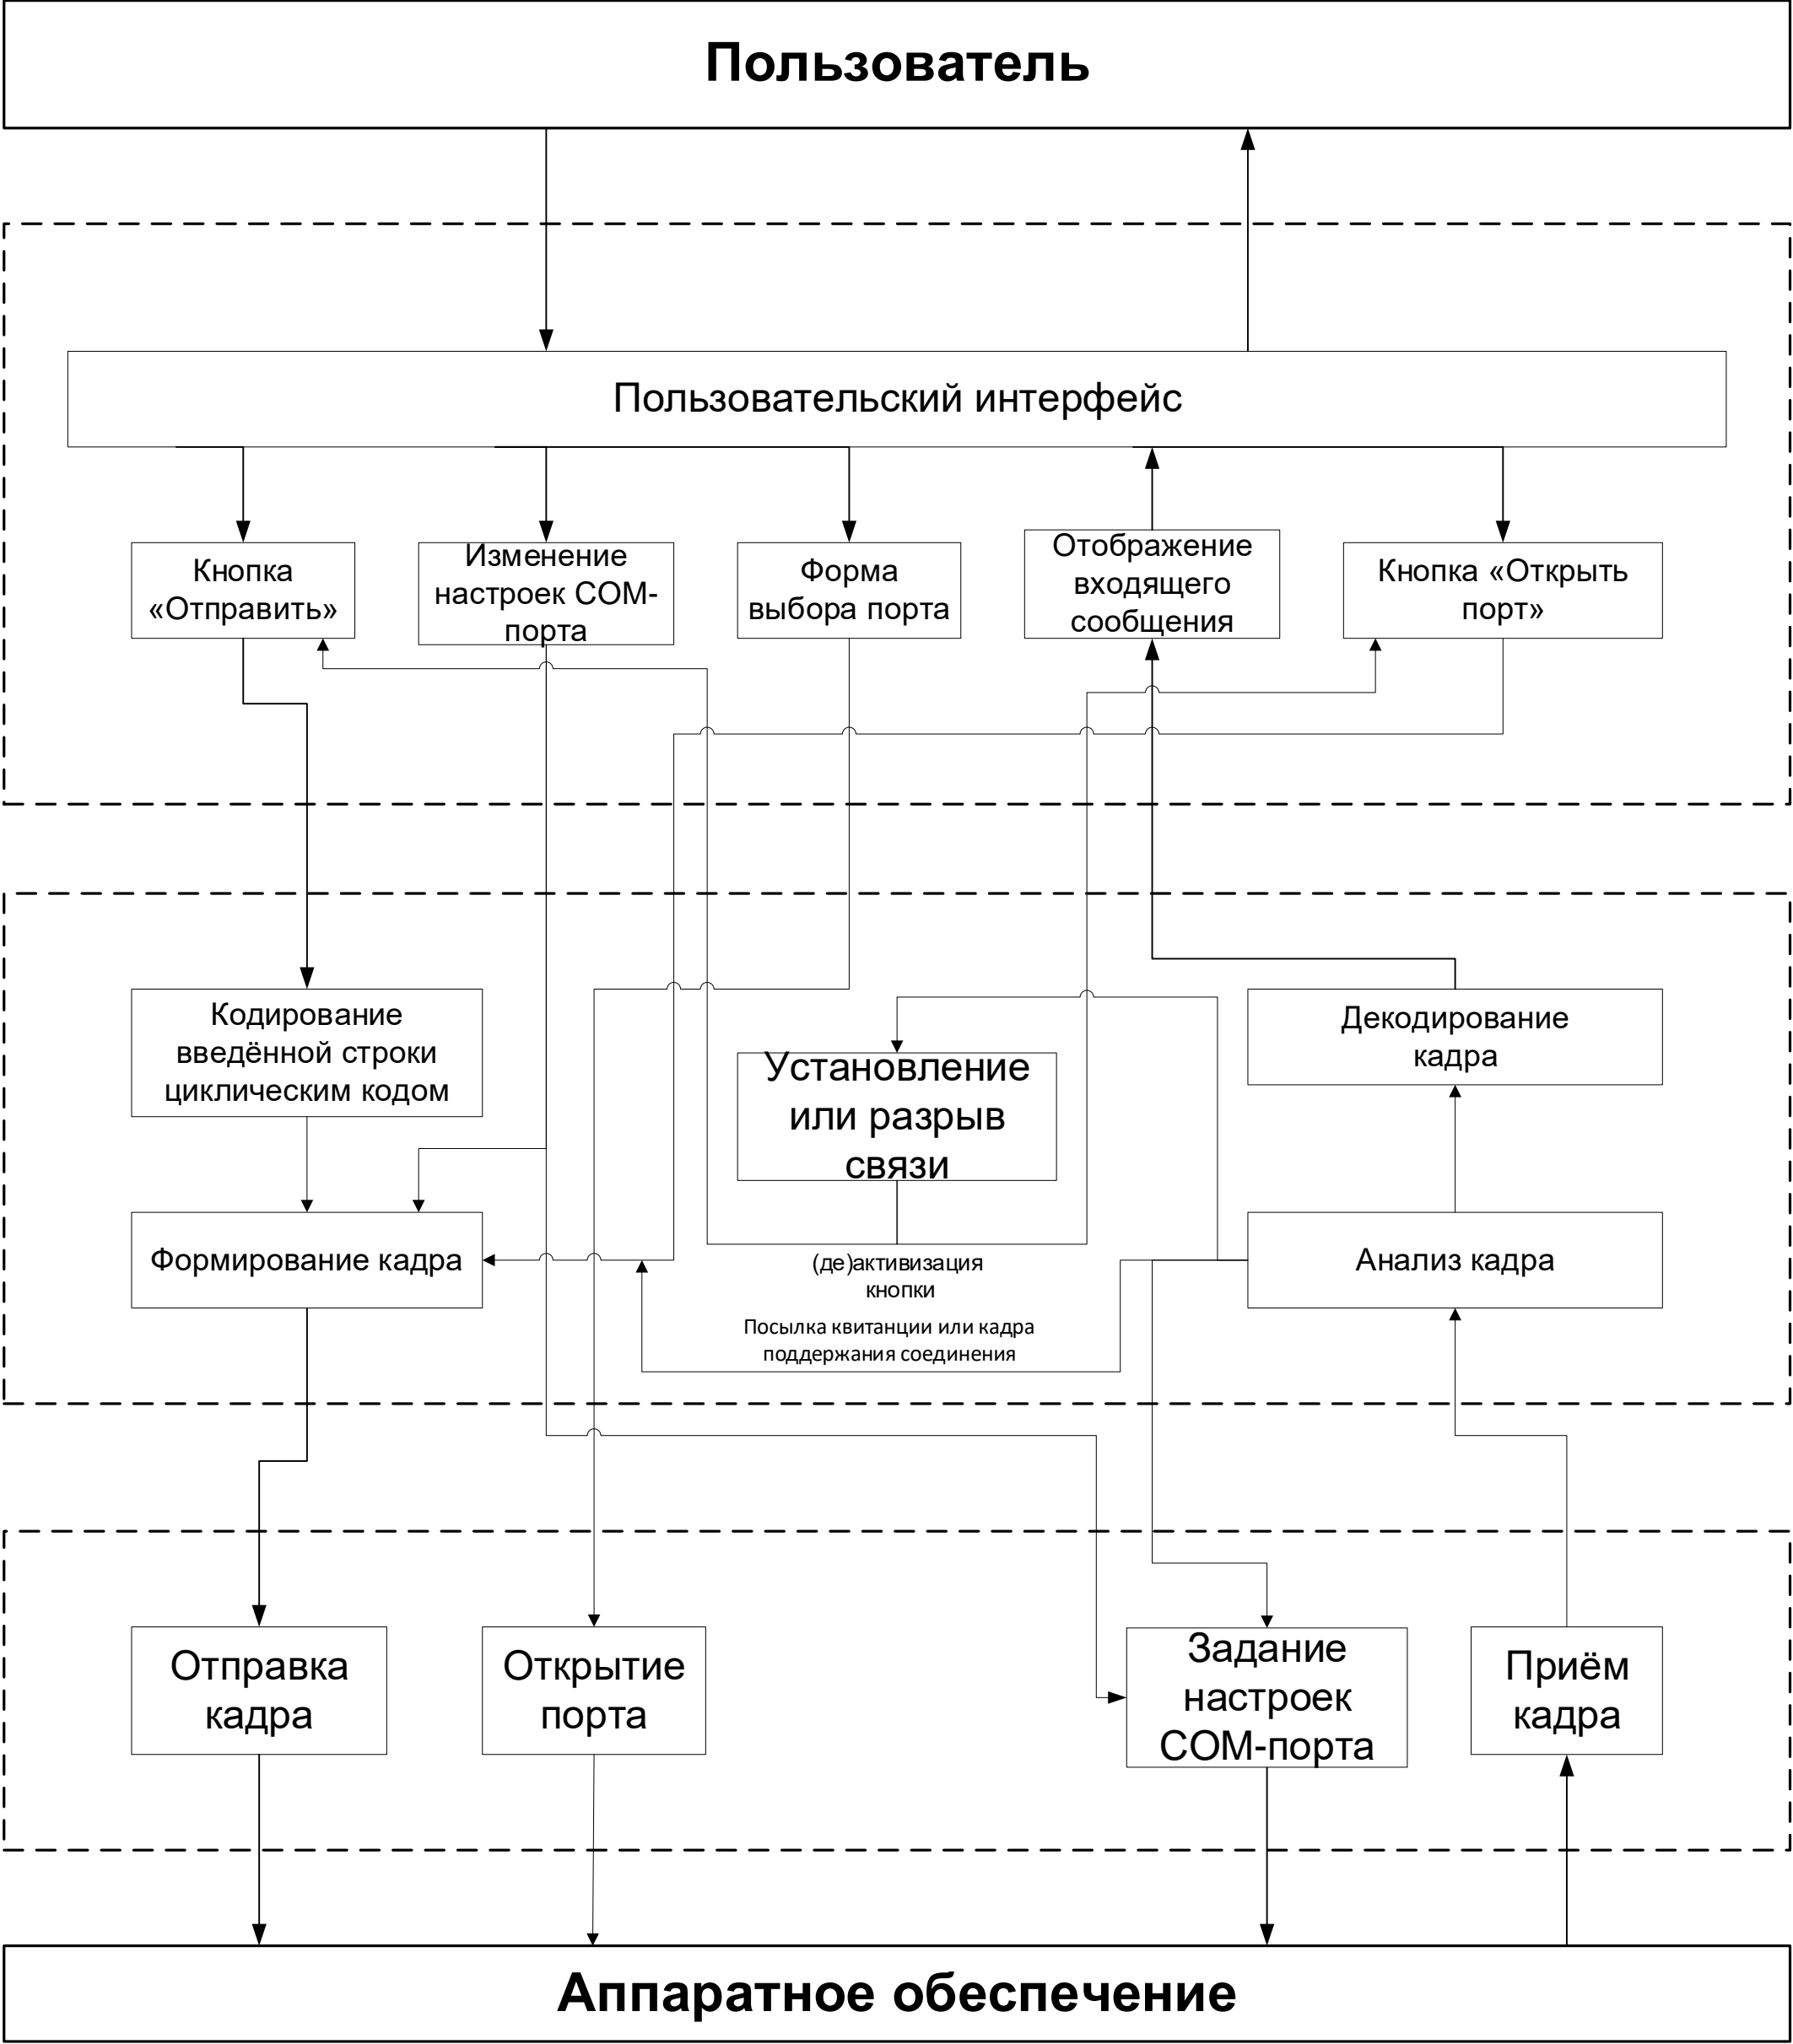 Пользователь
Пользовательский интерфейс
Кнопка
«Отправить»
Изменение
настроек COM-
порта
Форма
выбора порта
Отображение
входящего
сообщения
Кнопка «Открыть
порт»
Кодирование
введённой строки
циклическим кодом
Установление
или разрыв
связи
Декодирование
кадра
Формирование кадра
(де)активизация
кнопки
Анализ кадра
Посылка квитанции или кадра
поддержания соединения
Отправка
кадра
Открытие
порта
Задание
настроек
COM-порта
Приём
кадра
Аппаратное обеспечение